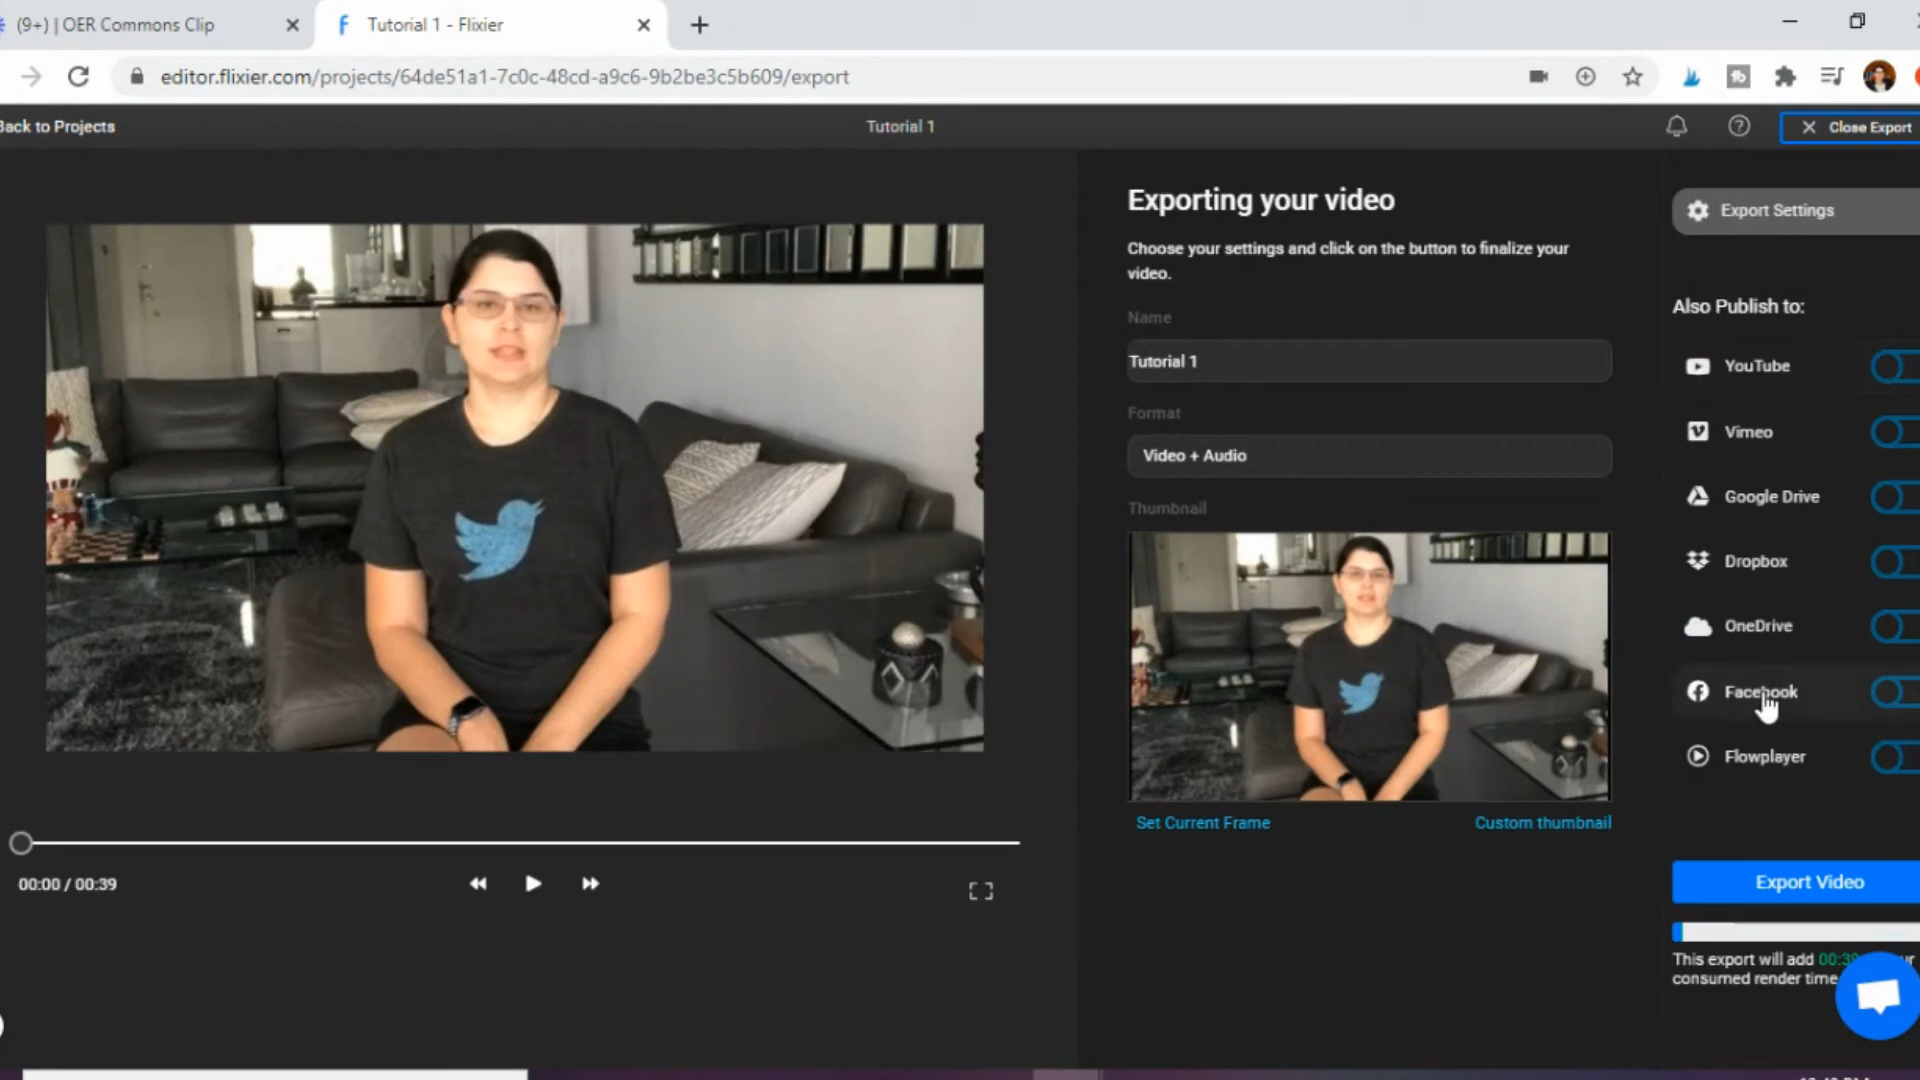 (9+) | OER Commons Clip
Tutorial 1 - Flixier
editor.flixier.com/projects/64de51a1-7c0c-48cd-a9c6-9b2be3c5b609/export
Back to Projects
Tutorial 1
Close Export
Exporting your video
Choose your settings and click on the button to finalize your
video.
Name
Tutorial 1
Format
Video + Audio
Thumbnail
Set Current Frame
Custom thumbnail
00:00 / 00:39
Export Settings
Also Publish to:
YouTube
Vimeo
Google Drive
Dropbox
OneDrive
Facebook
Flowplayer
Export Video
This export will add
consumed render time